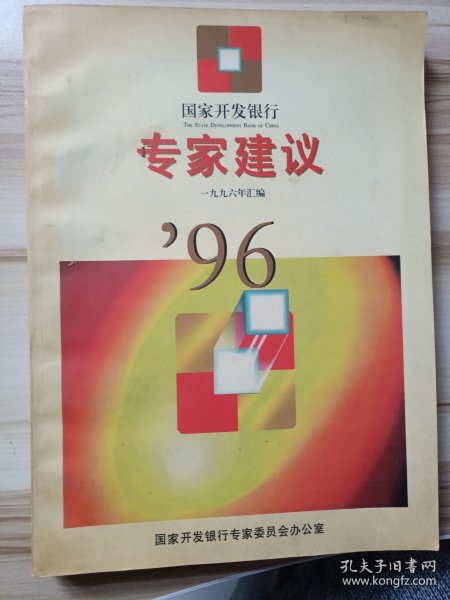 国家开发银行
THE STATE DEVELOPMENT BANK OF CHINA
专家建议
一九九六年汇编
'96
国家开发银行专家委员会办公室
孔夫子旧书网
www.kongfz.com